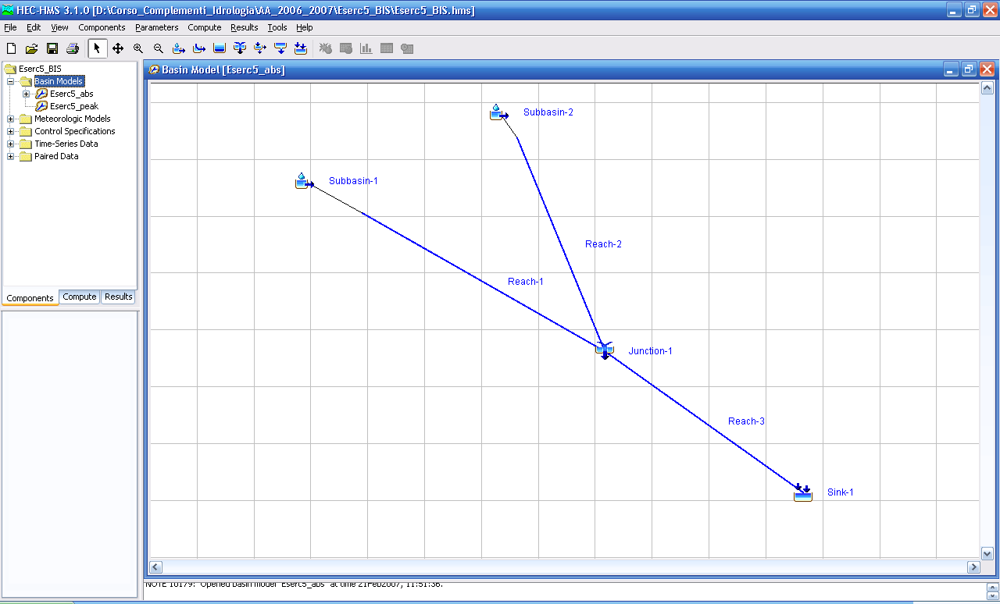 HEC-HMS 3.1.0 [D:\Corso_Complementi_Idrologia\AA_2006_2007\Eserc5_BIS\Eserc5_BIS.hms]
File Edit View Components Parameters Compute Results Tools Help
Eserc5_BIS
Basin Models
Eserc5_abs
Eserc5_peak
Meteorologic Models
Control Specifications
Time-Series Data
Paired Data
Components Compute Results
Basin Model [Eserc5_abs]
Subbasin-2
Subbasin-1
Reach-2
Reach-1
Junction-1
Reach-3
Sink-1
NOTE 10179: Opened basin model "Eserc5_abs" at time 21Feb2007, 11:51:36.